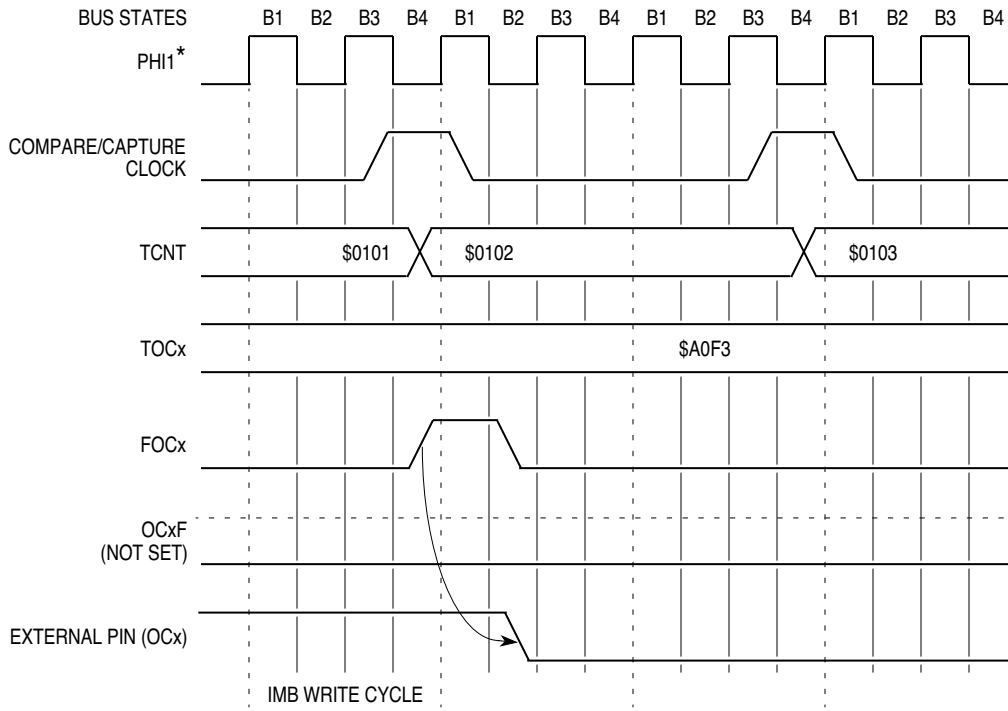 BUS STATES B1 B2 B3 B4 B1 B2 B3 B4 B1 B2 B3 B4 B1 B2 B3 B4
PHI1*
COMPARE/CAPTURE
CLOCK
TCNT $0101 $0102 $0103
TOCx $A0F3
FOCx
OCxF
(NOT SET)
EXTERNAL PIN (OCx)
IMB WRITE CYCLE